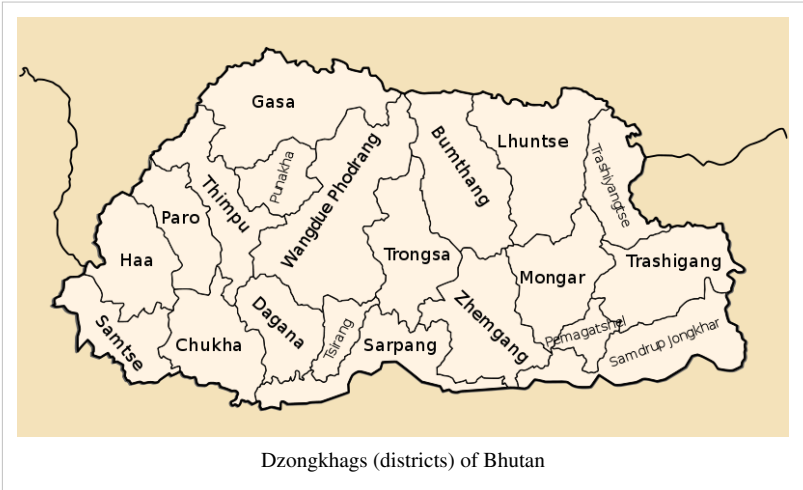 Gasa
Lhuntse
Bumthang
Punakha
Trashiyangtse
Wangdue Phodrang
Thimpu
Paro
Haa
Trongsa
Trashigang
Mongar
Zhemgang
Dagana
Samtse
Chukha
Tsirang
Sarpang
Pemagatshel
Samdrup Jongkhar
Dzongkhags (districts) of Bhutan